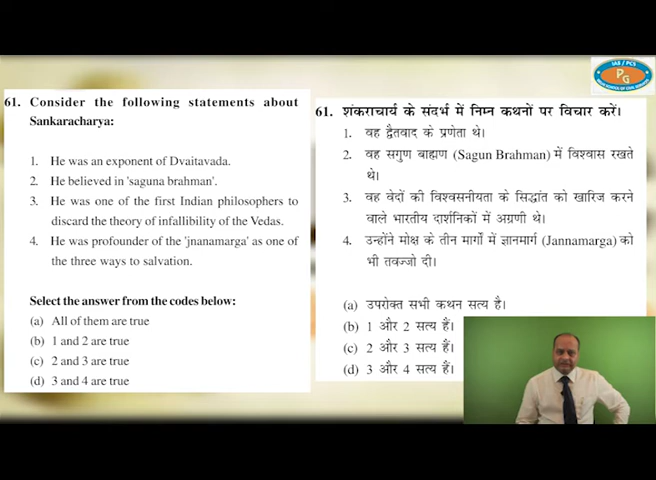 IAS / PCS
PG
61. Consider the following statements about
Sankaracharya:
1. He was an exponent of Dvaitavada.
2. He believed in 'saguna brahman'.
3. He was one of the first Indian philosophers to
discard the theory of infallibility of the Vedas.
4. He was profounder of the 'jnanamarga' as one of
the three ways to salvation.
Select the answer from the codes below:
(a) All of them are true
(b) 1 and 2 are true
(c) 2 and 3 are true
(d) 3 and 4 are true
61. शंकराचार्य के संदर्भ में निम्न कथनों पर विचार करें।
1. वह द्वैतवाद के प्रणेता थे।
2. वह सगुण बाह्मण (Sagun Brahman) में विश्वास रखते
थे।
3. वह वेदों की विश्वसनीयता के सिद्धांत को खारिज करने
वाले भारतीय दार्शनिकों में अग्रणी थे।
4. उन्होंने मोक्ष के तीन मार्गों में ज्ञानमार्ग (Jannamarga) को
भी तवज्जो दी।
(a) उपरोक्त सभी कथन सत्य है।
(b) 1 और 2 सत्य हैं।
(c) 2 और 3 सत्य हैं।
(d) 3 और 4 सत्य हैं।